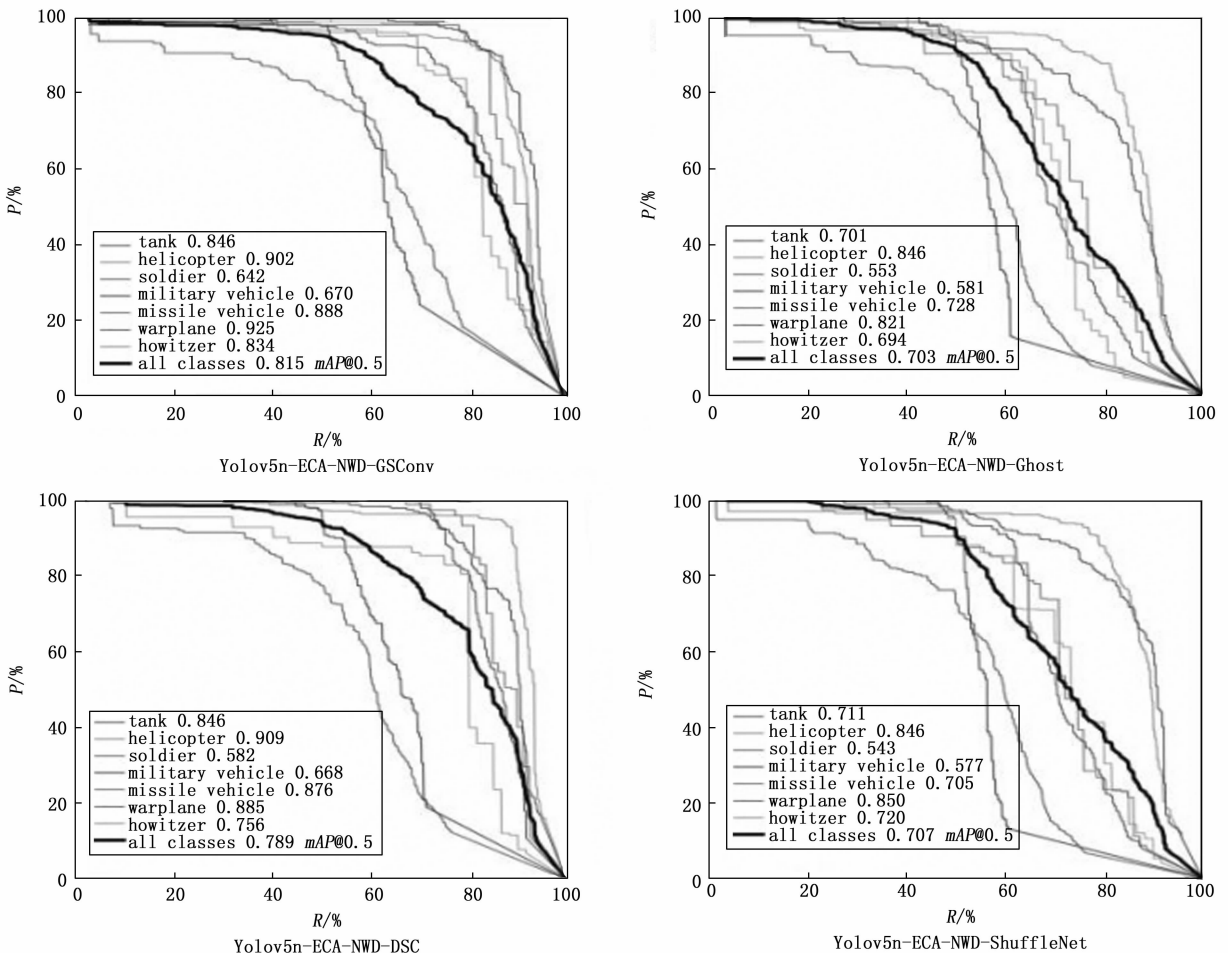 100
80
60
40
20
0
P/%
tank 0.846
helicopter 0.902
soldier 0.642
military vehicle 0.670
missile vehicle 0.888
warplane 0.925
howitzer 0.834
all classes 0.815 mAP@0.5
0 20 40 60 80 100
R/%
Yolov5n-ECA-NWD-GSConv
100
80
60
40
20
0
P/%
tank 0.701
helicopter 0.846
soldier 0.553
military vehicle 0.581
missile vehicle 0.728
warplane 0.821
howitzer 0.694
all classes 0.703 mAP@0.5
0 20 40 60 80 100
R/%
Yolov5n-ECA-NWD-Ghost
100
80
60
40
20
0
P/%
tank 0.846
helicopter 0.909
soldier 0.582
military vehicle 0.668
missile vehicle 0.876
warplane 0.885
howitzer 0.756
all classes 0.789 mAP@0.5
0 20 40 60 80 100
R/%
Yolov5n-ECA-NWD-DSC
100
80
60
40
20
0
P/%
tank 0.711
helicopter 0.846
soldier 0.543
military vehicle 0.577
missile vehicle 0.705
warplane 0.850
howitzer 0.720
all classes 0.707 mAP@0.5
0 20 40 60 80 100
R/%
Yolov5n-ECA-NWD-ShuffleNet